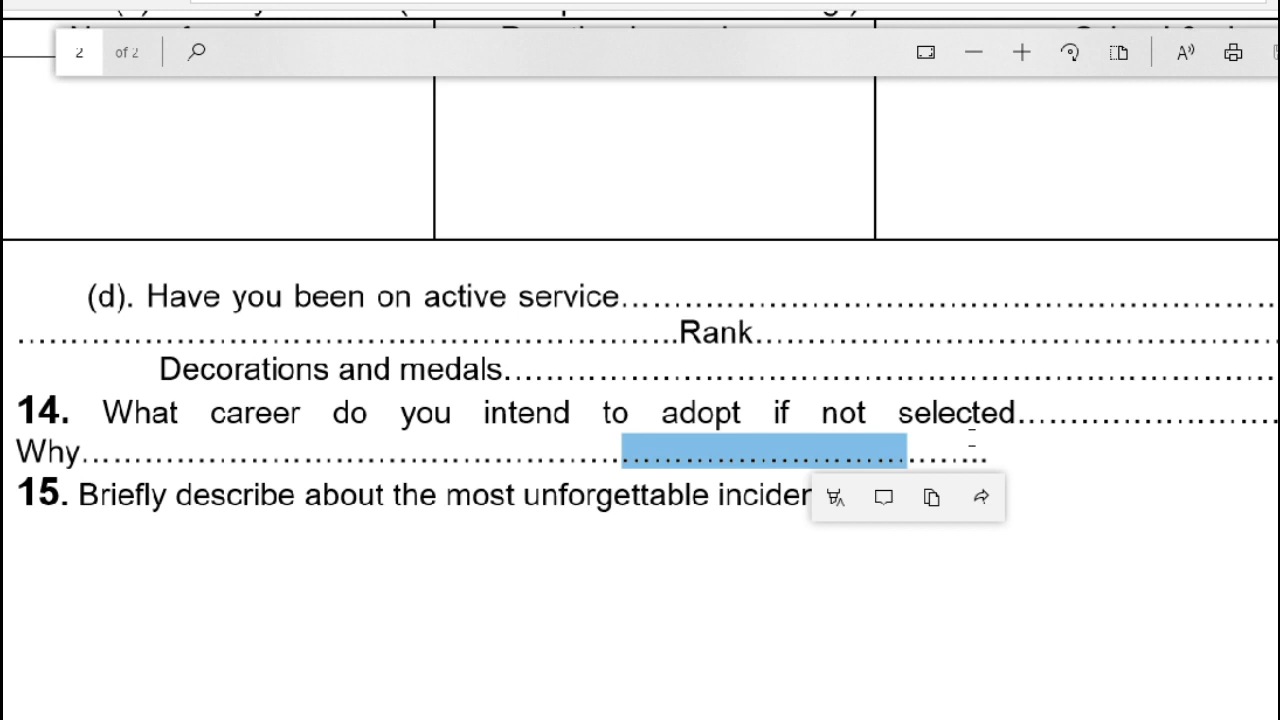 2 of 2
(d). Have you been on active service..........................................
........................................Rank................................
Decorations and medals...............................................
14. What career do you intend to adopt if not selected................
Why.......................................................
15. Briefly describe about the most unforgettable